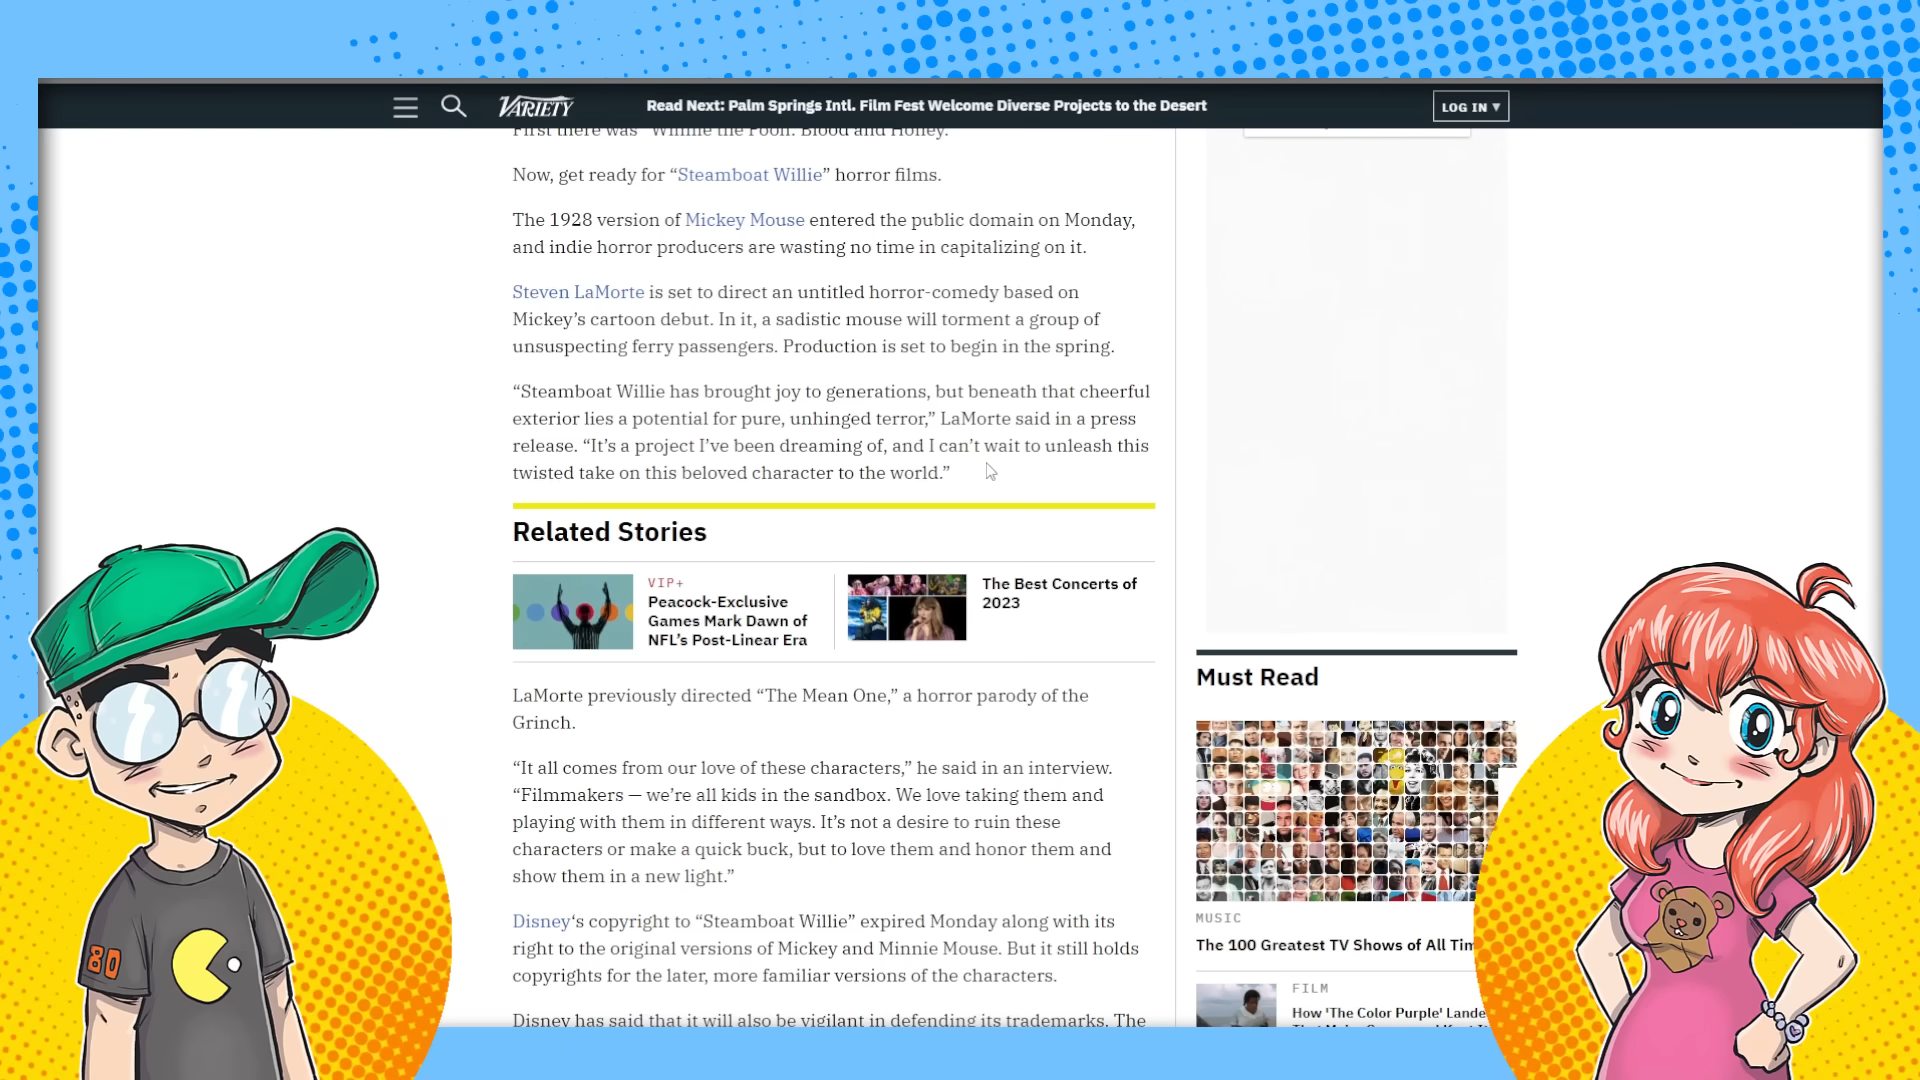 VARIETY
Read Next: Palm Springs Intl. Film Fest Welcome Diverse Projects to the Desert
LOG IN ▾
First there was “Winnie the Pooh: Blood and Honey.”
Now, get ready for “Steamboat Willie” horror films.
The 1928 version of Mickey Mouse entered the public domain on Monday,
and indie horror producers are wasting no time in capitalizing on it.
Steven LaMorte is set to direct an untitled horror-comedy based on
Mickey’s cartoon debut. In it, a sadistic mouse will torment a group of
unsuspecting ferry passengers. Production is set to begin in the spring.
“Steamboat Willie has brought joy to generations, but beneath that cheerful
exterior lies a potential for pure, unhinged terror,” LaMorte said in a press
release. “It’s a project I’ve been dreaming of, and I can’t wait to unleash this
twisted take on this beloved character to the world.”
Related Stories
VIP+
Peacock-Exclusive
Games Mark Dawn of
NFL’s Post-Linear Era
The Best Concerts of
2023
LaMorte previously directed “The Mean One,” a horror parody of the
Grinch.
“It all comes from our love of these characters,” he said in an interview.
“Filmmakers — we’re all kids in the sandbox. We love taking them and
playing with them in different ways. It’s not a desire to ruin these
characters or make a quick buck, but to love them and honor them and
show them in a new light.”
Disney‘s copyright to “Steamboat Willie” expired Monday along with its
right to the original versions of Mickey and Minnie Mouse. But it still holds
copyrights for the later, more familiar versions of the characters.
Disney has said that it will also be vigilant in defending its trademarks. The
Must Read
MUSIC
The 100 Greatest TV Shows of All Tim
FILM
How 'The Color Purple' Lande
80